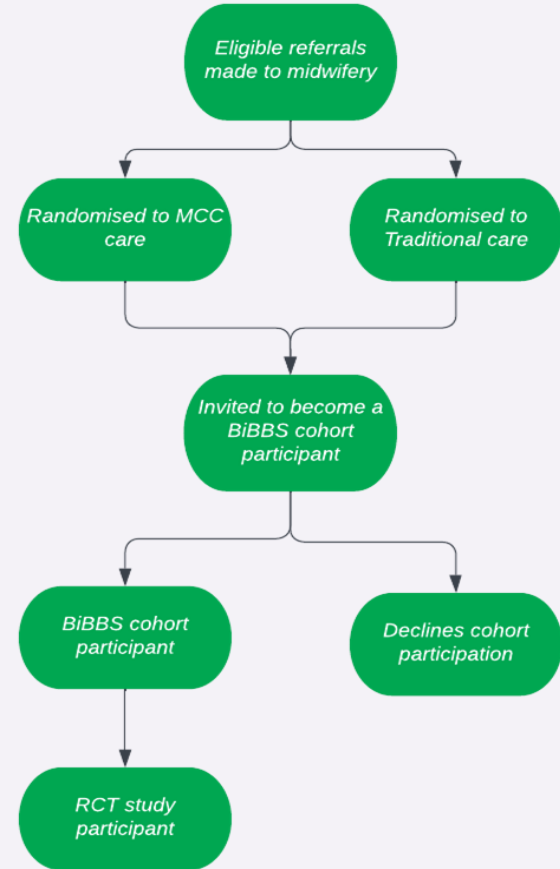 Eligible referrals
made to midwifery
Randomised to MCC
care
Randomised to
Traditional care
Invited to become a
BiBBS cohort
participant
BiBBS cohort
participant
Declines cohort
participation
RCT study
participant